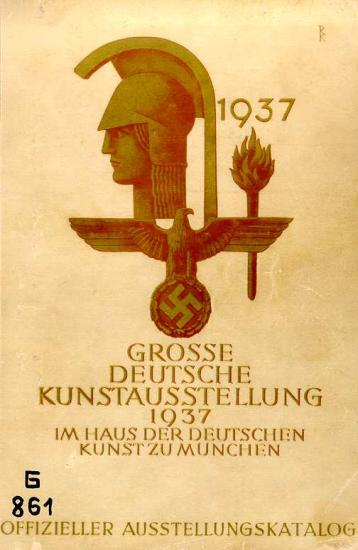 1937
GROSSE
DEUTSCHE
KUNSTAUSSTELLUNG
1937
IM HAUS DER DEUTSCHEN
KUNST ZU MÜNCHEN
Б
861
OFFIZIELLER AUSSTELLUNGSKATALOG